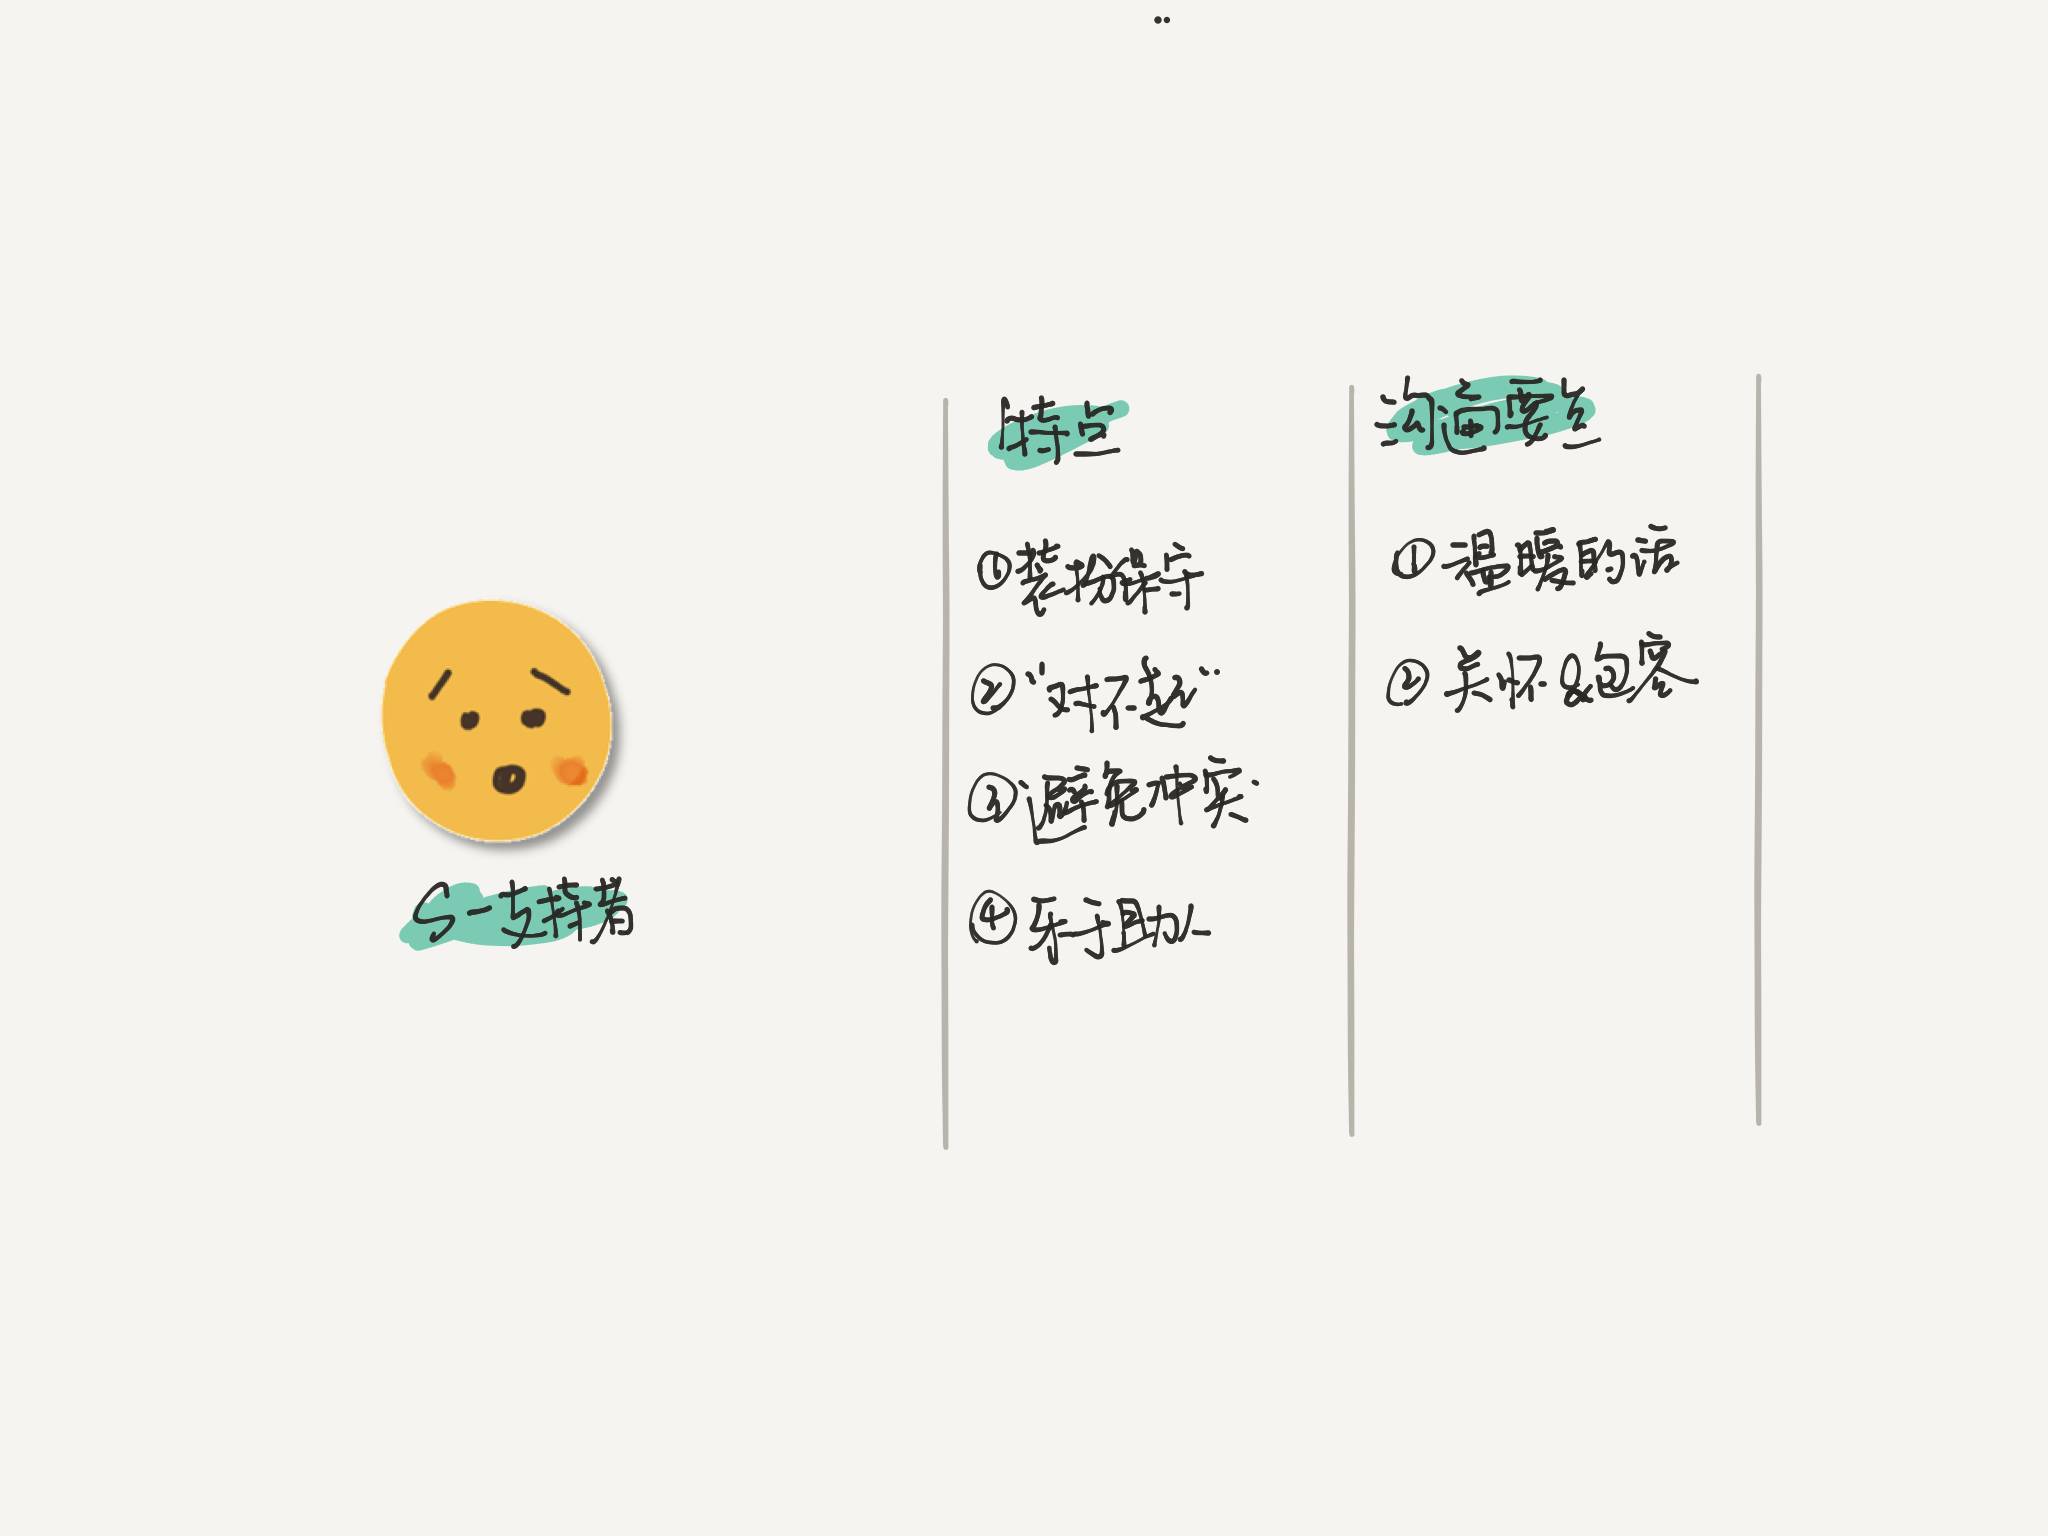 S-支持者
特点
①装扮保守
②"对不起"
③避免冲突
④乐于助人
沟通要点
①温暖的话
②关怀&包容